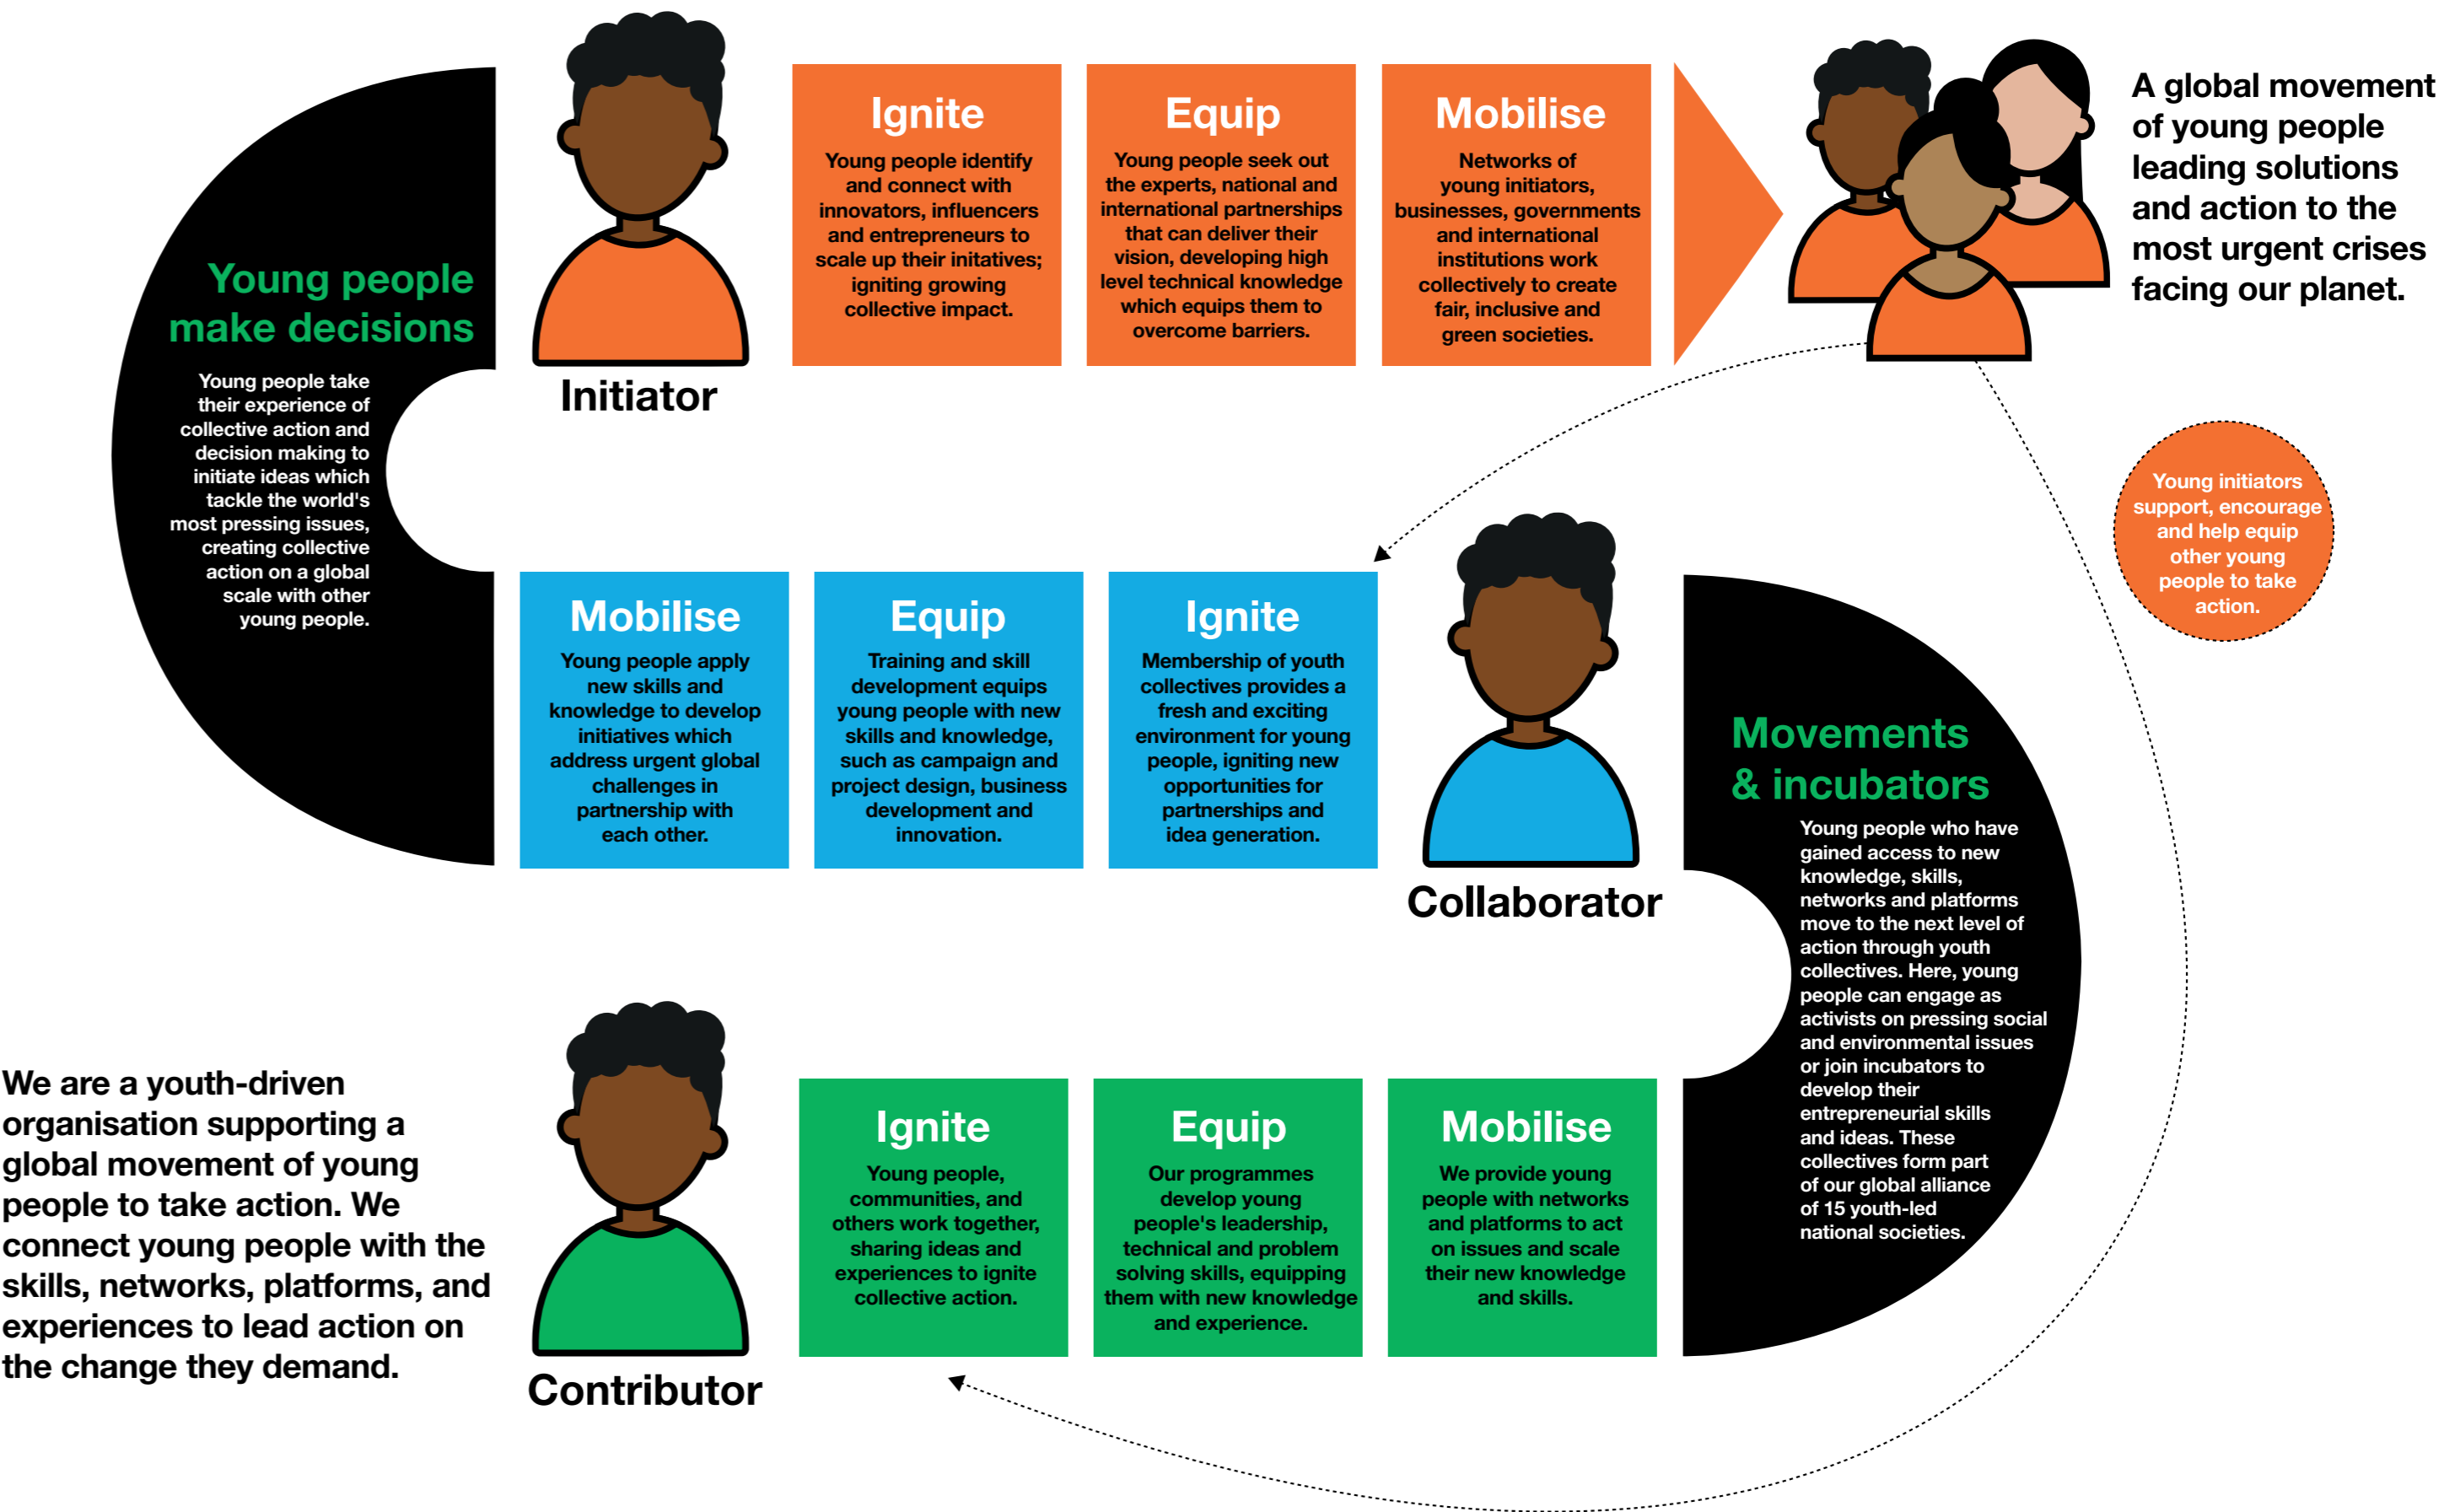 Young people
make decisions
Young people take
their experience of
collective action and
decision making to
initiate ideas which
tackle the world's
most pressing issues,
creating collective
action on a global
scale with other
young people.
Initiator
Ignite
Young people identify
and connect with
innovators, influencers
and entrepreneurs to
scale up their initatives;
igniting growing
collective impact.
Equip
Young people seek out
the experts, national and
international partnerships
that can deliver their
vision, developing high
level technical knowledge
which equips them to
overcome barriers.
Mobilise
Networks of
young initiators,
businesses, governments
and international
institutions work
collectively to create
fair, inclusive and
green societies.
A global movement
of young people
leading solutions
and action to the
most urgent crises
facing our planet.
Young initiators
support, encourage
and help equip
other young
people to take
action.
Mobilise
Young people apply
new skills and
knowledge to develop
initiatives which
address urgent global
challenges in
partnership with
each other.
Equip
Training and skill
development equips
young people with new
skills and knowledge,
such as campaign and
project design, business
development and
innovation.
Ignite
Membership of youth
collectives provides a
fresh and exciting
environment for young
people, igniting new
opportunities for
partnerships and
idea generation.
Collaborator
Movements
& incubators
Young people who have
gained access to new
knowledge, skills,
networks and platforms
move to the next level of
action through youth
collectives. Here, young
people can engage as
activists on pressing social
and environmental issues
or join incubators to
develop their
entrepreneurial skills
and ideas. These
collectives form part
of our global alliance
of 15 youth-led
national societies.
We are a youth-driven
organisation supporting a
global movement of young
people to take action. We
connect young people with the
skills, networks, platforms, and
experiences to lead action on
the change they demand.
Contributor
Ignite
Young people,
communities, and
others work together,
sharing ideas and
experiences to ignite
collective action.
Equip
Our programmes
develop young
people's leadership,
technical and problem
solving skills, equipping
them with new knowledge
and experience.
Mobilise
We provide young
people with networks
and platforms to act
on issues and scale
their new knowledge
and skills.